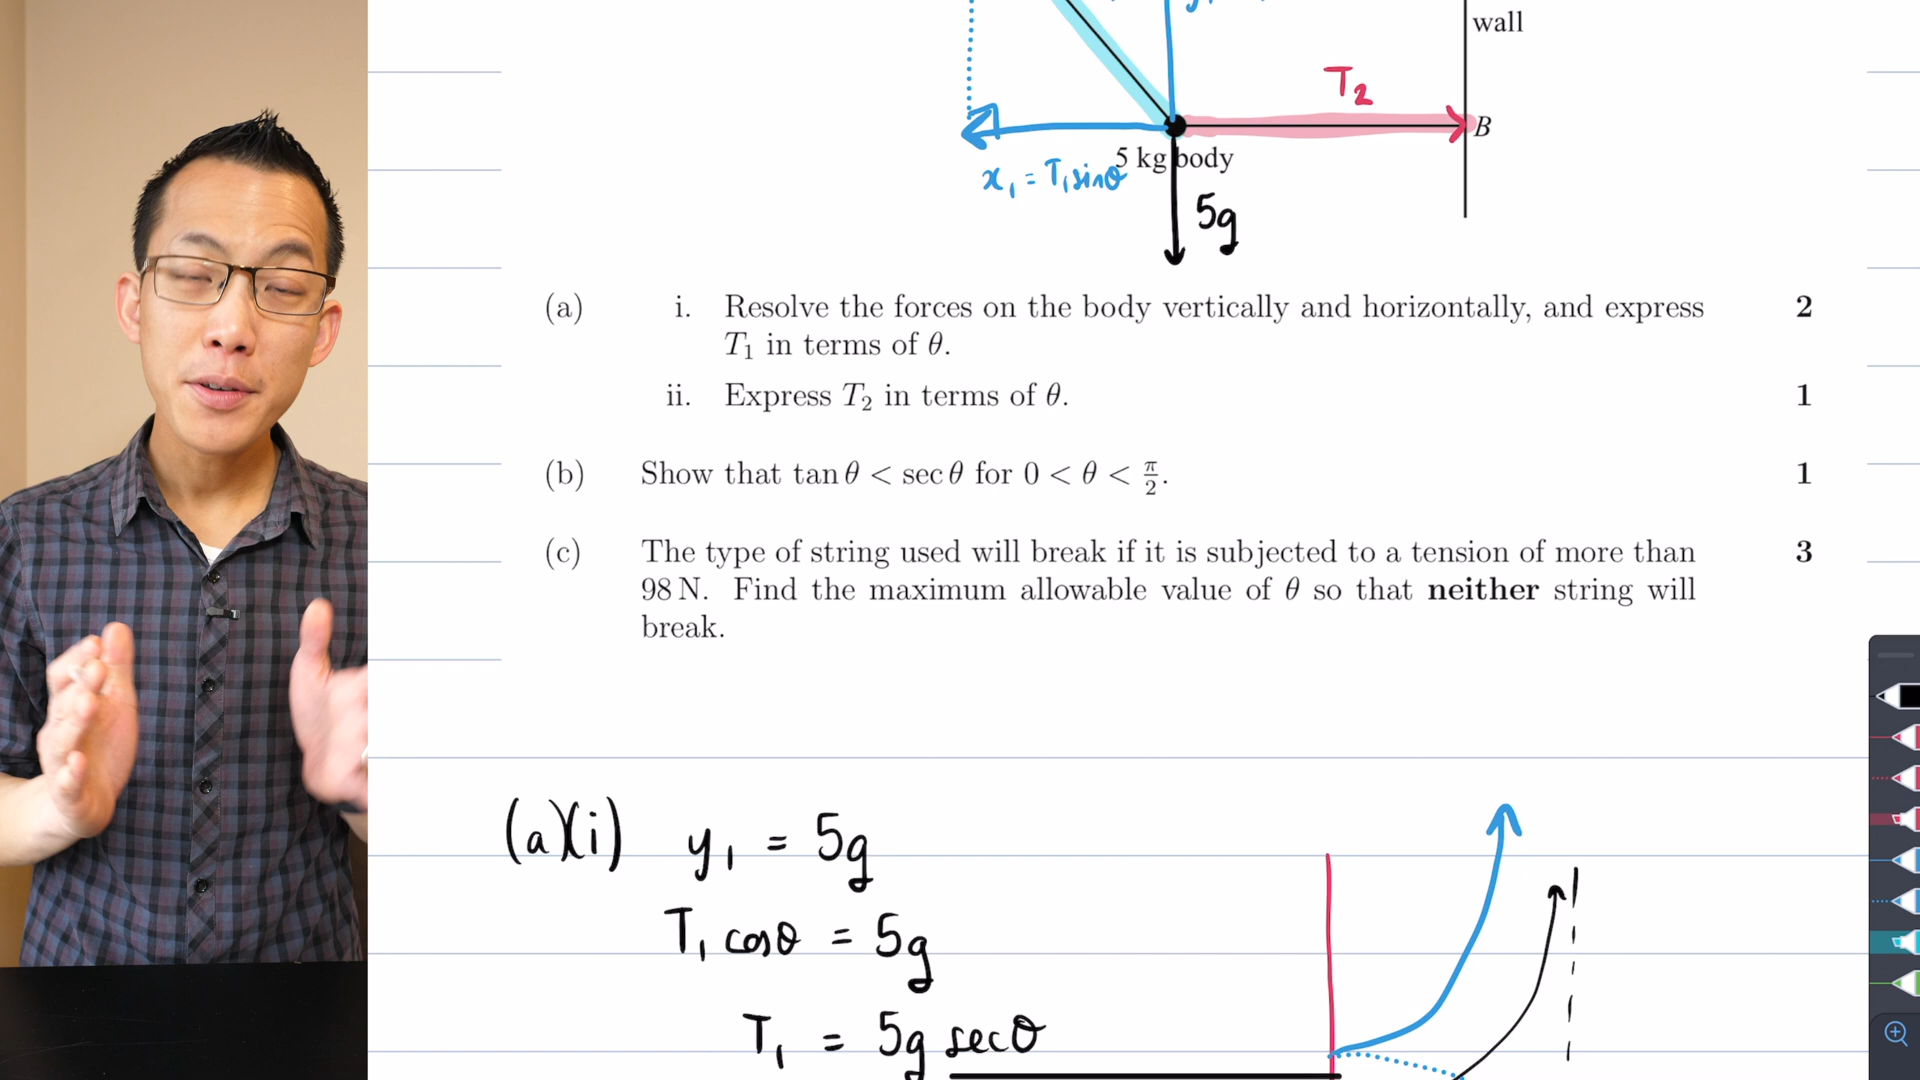 wall
T₂
B
5 kg body
x₁ = T₁ sinθ
5g
(a) i. Resolve the forces on the body vertically and horizontally, and express 2
T₁ in terms of θ.
ii. Express T₂ in terms of θ. 1
(b) Show that tan θ < sec θ for 0 < θ < π/2. 1
(c) The type of string used will break if it is subjected to a tension of more than 3
98 N. Find the maximum allowable value of θ so that neither string will
break.
(a)(i) y₁ = 5g
T₁ cosθ = 5g
T₁ = 5g secθ